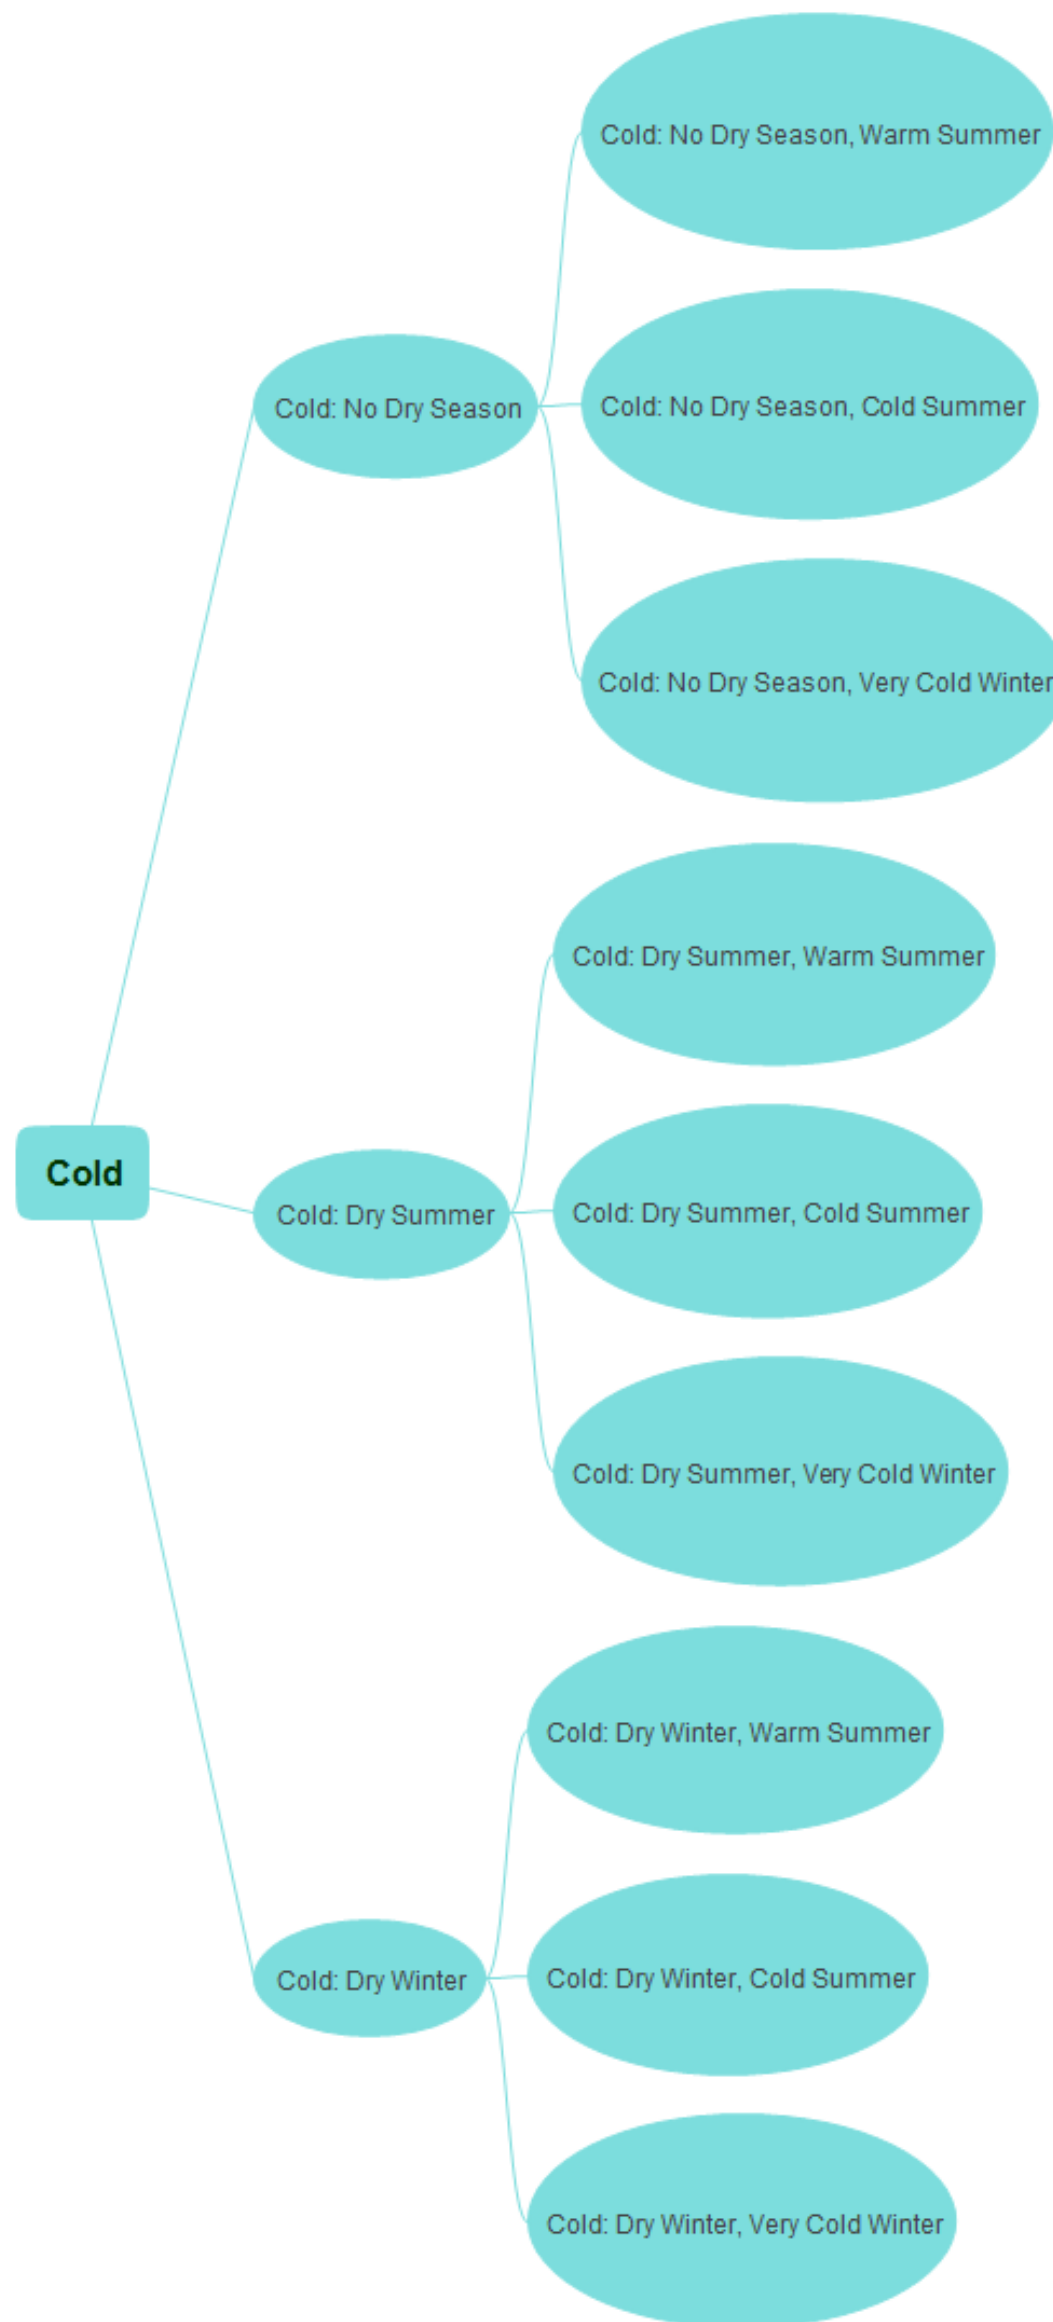 Cold
Cold: No Dry Season
Cold: No Dry Season, Warm Summer
Cold: No Dry Season, Cold Summer
Cold: No Dry Season, Very Cold Winter
Cold: Dry Summer
Cold: Dry Summer, Warm Summer
Cold: Dry Summer, Cold Summer
Cold: Dry Summer, Very Cold Winter
Cold: Dry Winter
Cold: Dry Winter, Warm Summer
Cold: Dry Winter, Cold Summer
Cold: Dry Winter, Very Cold Winter